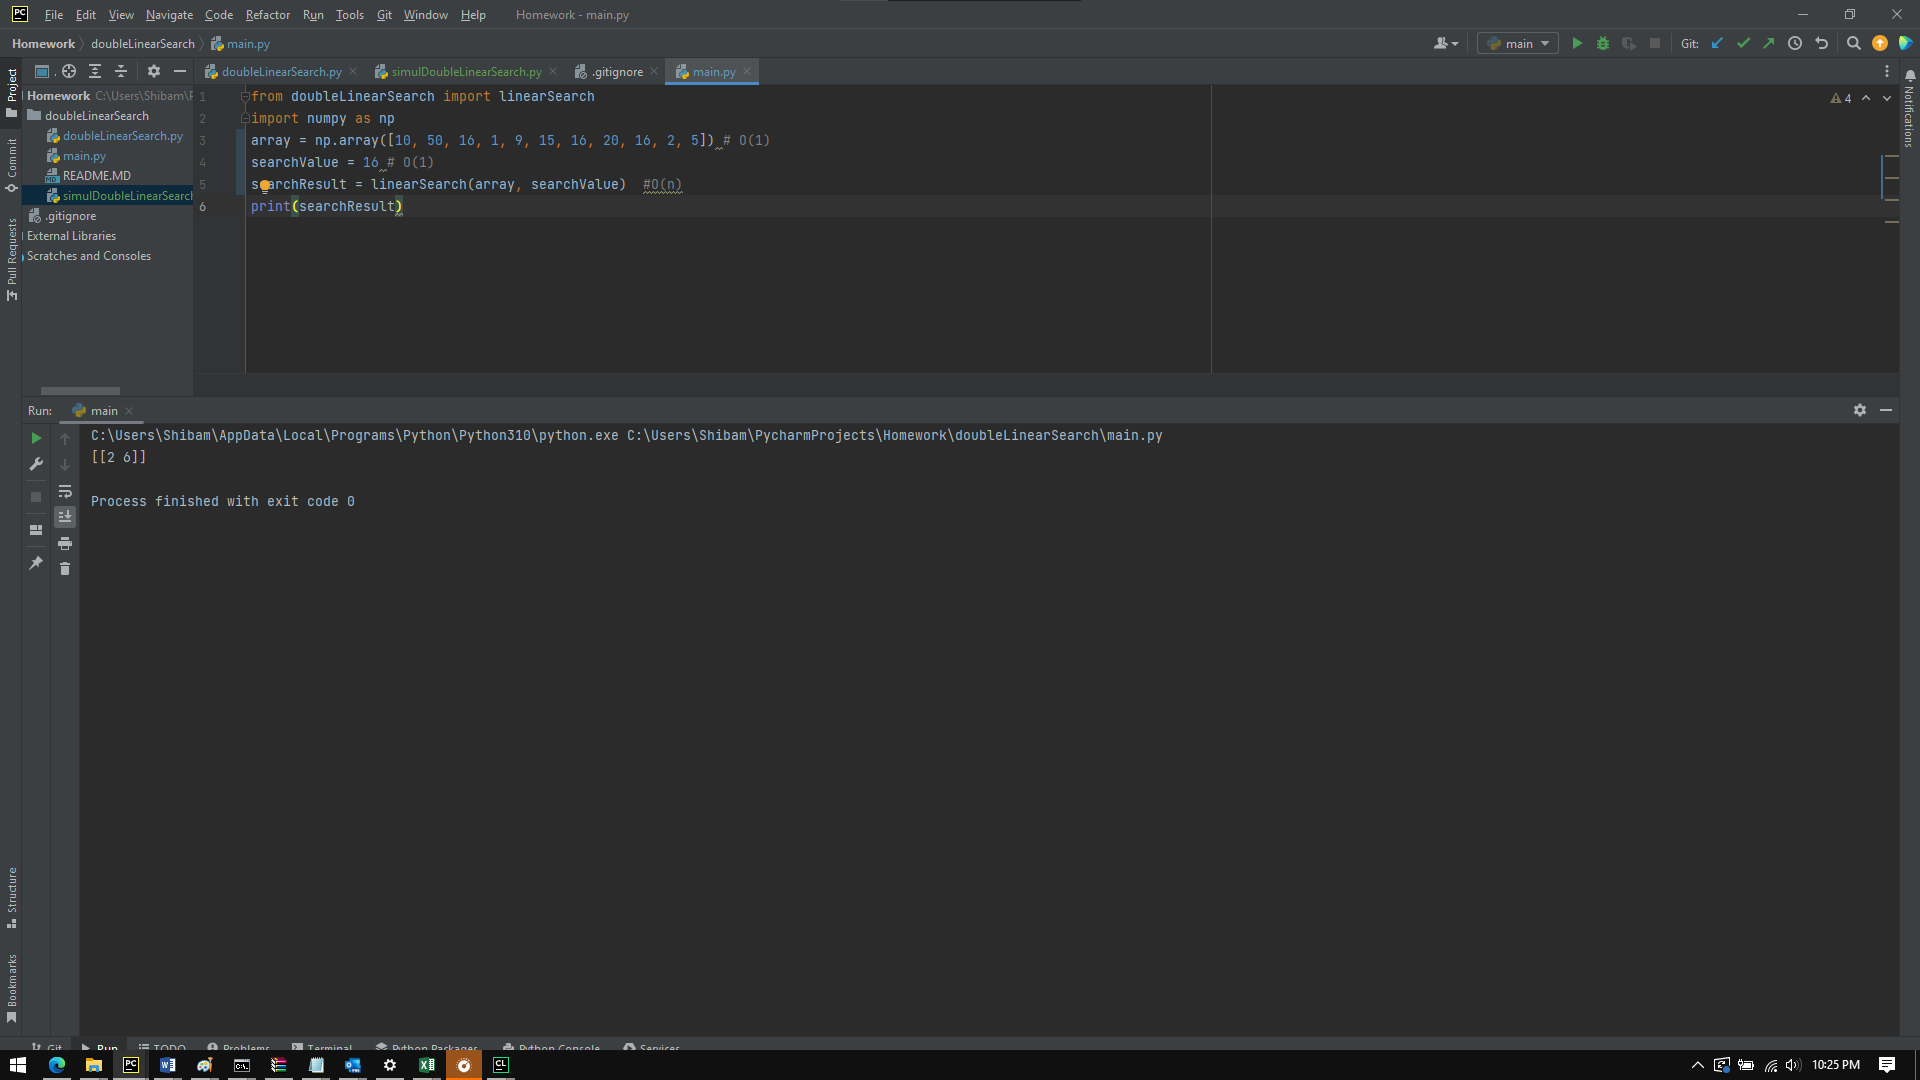 PC File Edit View Navigate Code Refactor Run Tools Git Window Help Homework - main.py
Homework doubleLinearSearch main.py main Git:
doubleLinearSearch.py simulDoubleLinearSearch.py .gitignore main.py
Project
Commit
Pull Requests
Structure
Bookmarks
Notifications
Homework C:\Users\Shibam\
doubleLinearSearch
doubleLinearSearch.py
main.py
MD README.MD
simulDoubleLinearSearch
.gitignore
External Libraries
Scratches and Consoles
4
1 from doubleLinearSearch import linearSearch
2 import numpy as np
3 array = np.array([10, 50, 16, 1, 9, 15, 16, 20, 16, 2, 5]) # O(1)
4 searchValue = 16 # O(1)
5 searchResult = linearSearch(array, searchValue)  #O(n)
6 print(searchResult)
Run: main
C:\Users\Shibam\AppData\Local\Programs\Python\Python310\python.exe C:\Users\Shibam\PycharmProjects\Homework\doubleLinearSearch\main.py
[[2 6]]
Process finished with exit code 0
Git Run TODO Problems Terminal Python Packages Python Console Services
PC CL 10:25 PM